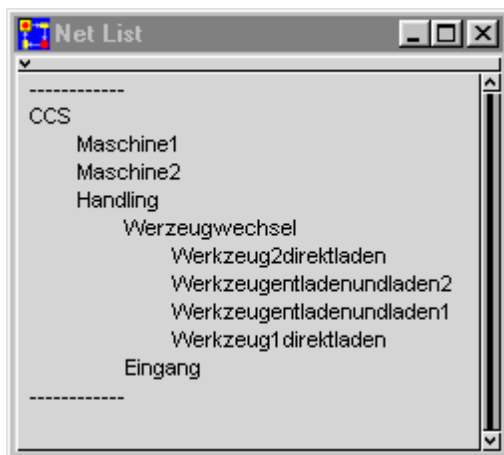 Net List
------------
CCS
Maschine1
Maschine2
Handling
Werzeugwechsel
Werkzeug2direktladen
Werkzeugentladenundladen2
Werkzeugentladenundladen1
Werkzeug1direktladen
Eingang
------------